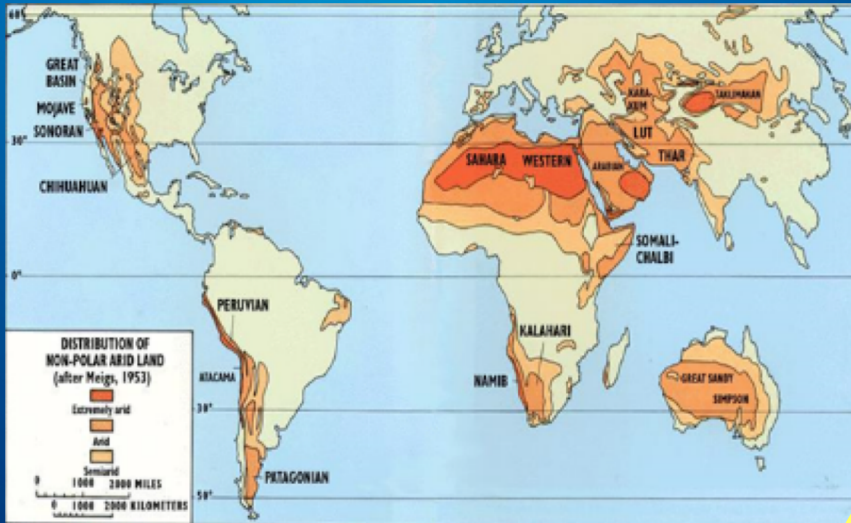 60°
GREAT
BASIN
MOJAVE
SONORAN
30°
CHIHUAHUAN
KARA
KUM
TAKLIMAKAN
LUT
THAR
SAHARA WESTERN
ARABIAN
SOMALI-
CHALBI
0°
PERUVIAN
ATACAMA
KALAHARI
NAMIB
GREAT SANDY
SIMPSON
30°
PATAGONIAN
50°
DISTRIBUTION OF
NON-POLAR ARID LAND
(after Meigs, 1953)
Extremely arid
Arid
Semiarid
0 1000 2000 MILES
0 1000 2000 KILOMETERS